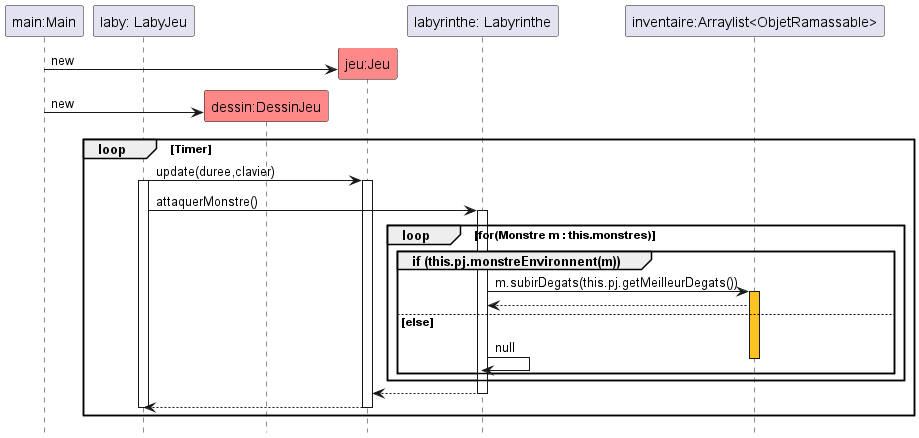 main:Main
laby: LabyJeu
labyrinthe: Labyrinthe
inventaire:Arraylist<ObjetRamassable>
new
jeu:Jeu
new
dessin:DessinJeu
loop [Timer]
update(duree,clavier)
attaquerMonstre()
loop [for(Monstre m : this.monstres)]
if (this.pj.monstreEnvironnent(m))
m.subirDegats(this.pj.getMeilleurDegats())
[else]
null